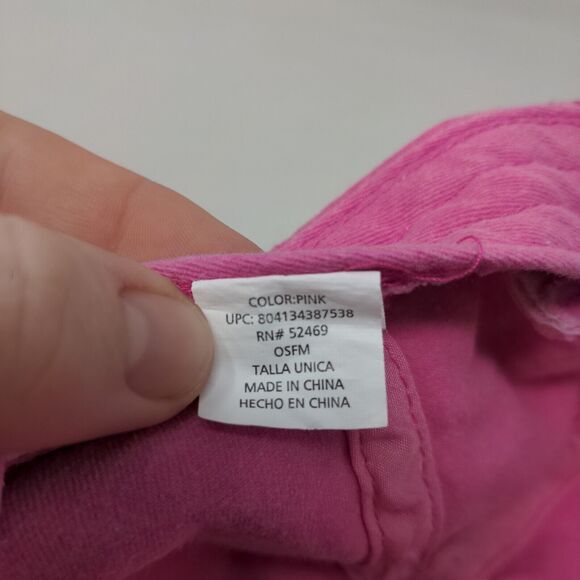 COLOR:PINK
UPC: 804134387538
RN# 52469
OSFM
TALLA UNICA
MADE IN CHINA
HECHO EN CHINA